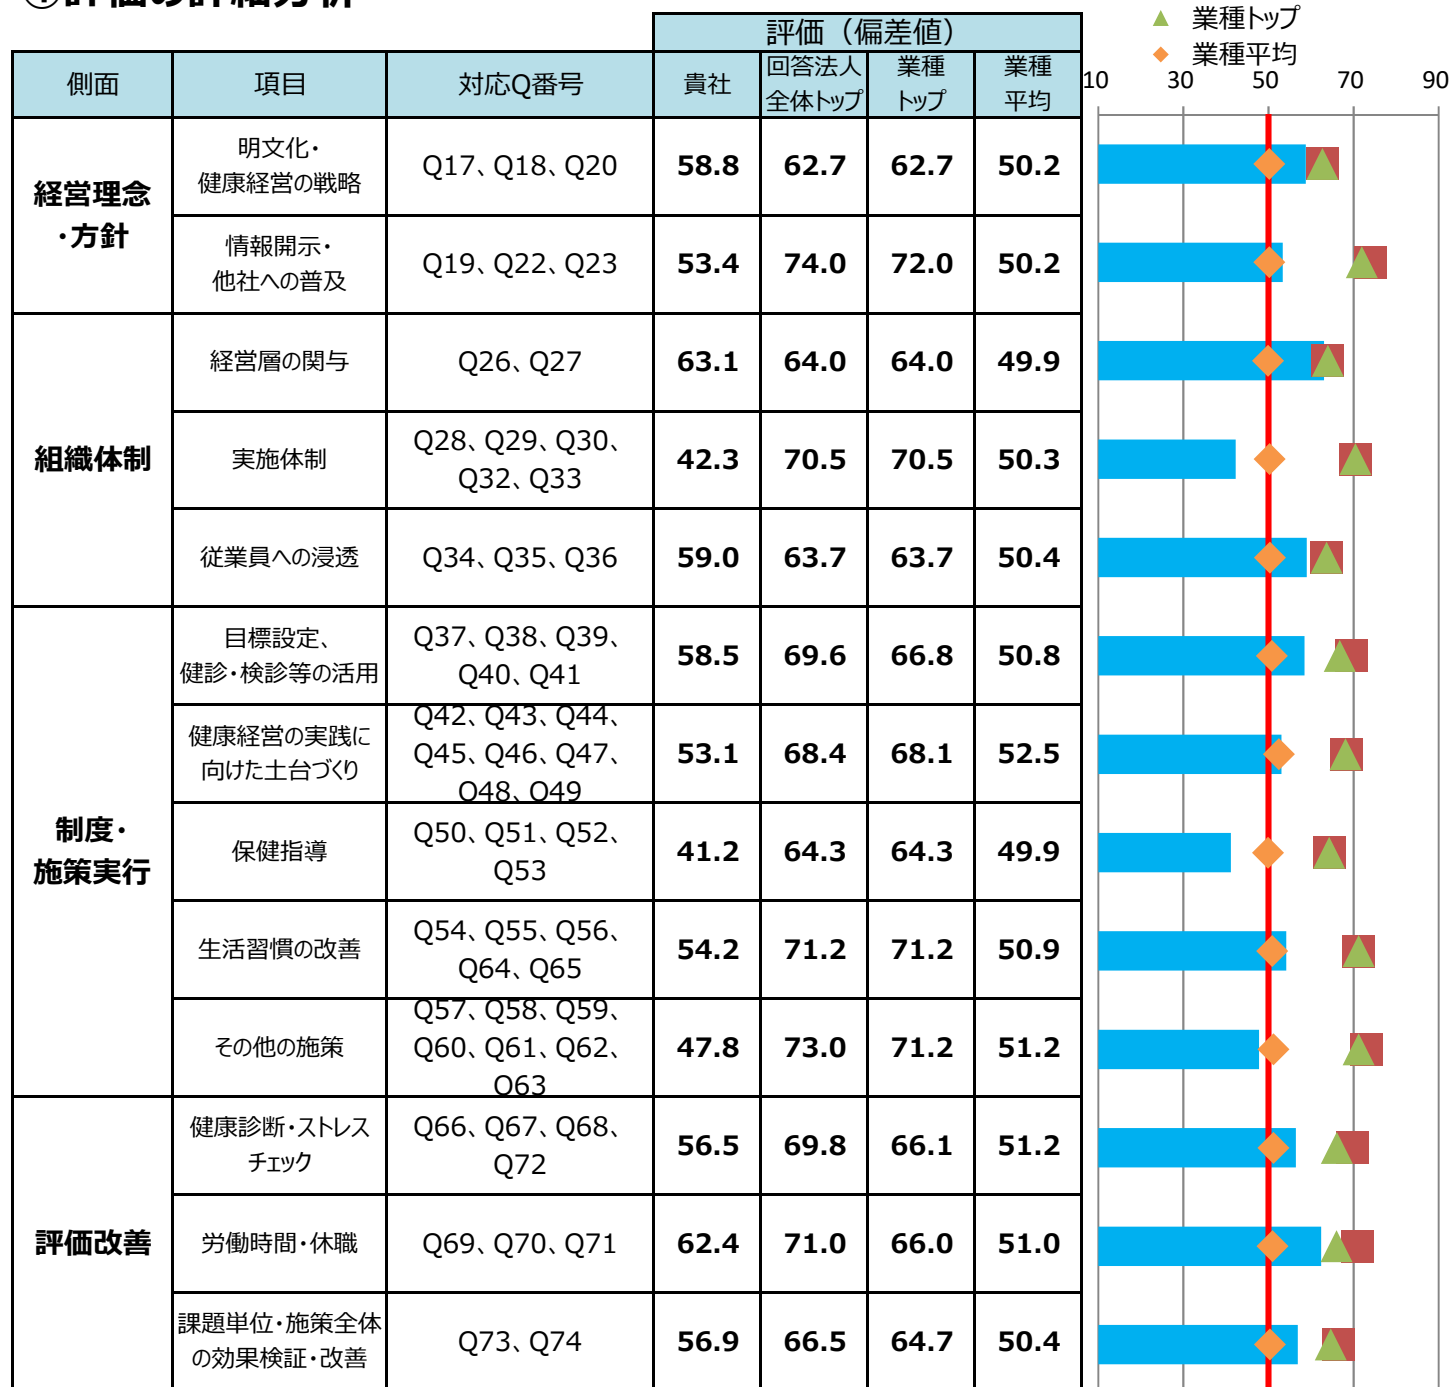 ①評価の詳細分析
業種トップ
業種平均
評価（偏差値）
側面 項目 対応Q番号 貴社 回答法人 全体トップ 業種 トップ 業種 平均
10 30 50 70 90
経営理念
・方針
明文化・
健康経営の戦略
Q17、Q18、Q20
58.8 62.7 62.7 50.2
情報開示・
他社への普及
Q19、Q22、Q23
53.4 74.0 72.0 50.2
組織体制
経営層の関与
Q26、Q27
63.1 64.0 64.0 49.9
実施体制
Q28、Q29、Q30、
Q32、Q33
42.3 70.5 70.5 50.3
従業員への浸透
Q34、Q35、Q36
59.0 63.7 63.7 50.4
制度・
施策実行
目標設定、
健診・検診等の活用
Q37、Q38、Q39、
Q40、Q41
58.5 69.6 66.8 50.8
健康経営の実践に
向けた土台づくり
Q42、Q43、Q44、
Q45、Q46、Q47、
Q48、Q49
53.1 68.4 68.1 52.5
保健指導
Q50、Q51、Q52、
Q53
41.2 64.3 64.3 49.9
生活習慣の改善
Q54、Q55、Q56、
Q64、Q65
54.2 71.2 71.2 50.9
その他の施策
Q57、Q58、Q59、
Q60、Q61、Q62、
Q63
47.8 73.0 71.2 51.2
評価改善
健康診断・ストレス
チェック
Q66、Q67、Q68、
Q72
56.5 69.8 66.1 51.2
労働時間・休職
Q69、Q70、Q71
62.4 71.0 66.0 51.0
課題単位・施策全体
の効果検証・改善
Q73、Q74
56.9 66.5 64.7 50.4